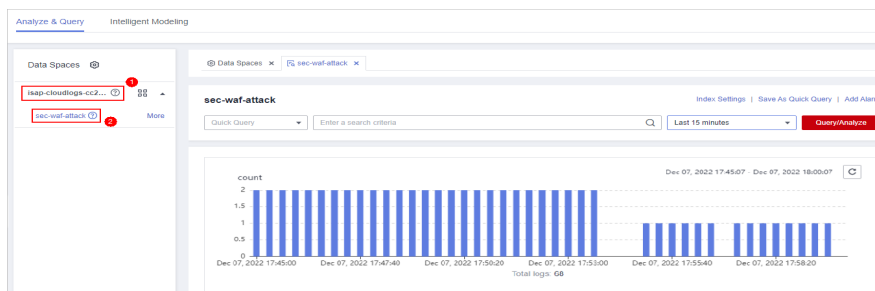 Analyze & Query Intelligent Modeling
Data Spaces
Data Spaces × sec-waf-attack ×
1
isap-cloudlogs-cc2...
sec-waf-attack
More
2
sec-waf-attack
Index Settings | Save As Quick Query | Add Alarm
Quick Query
Enter a search criteria
Last 15 minutes
Query/Analyze
Dec 07, 2022 17:45:07 - Dec 07, 2022 18:00:07
count
2
1.5
1
0.5
0
Dec 07, 2022 17:45:00 Dec 07, 2022 17:47:40 Dec 07, 2022 17:50:20 Dec 07, 2022 17:53:00 Dec 07, 2022 17:55:40 Dec 07, 2022 17:58:20
Total logs: 68